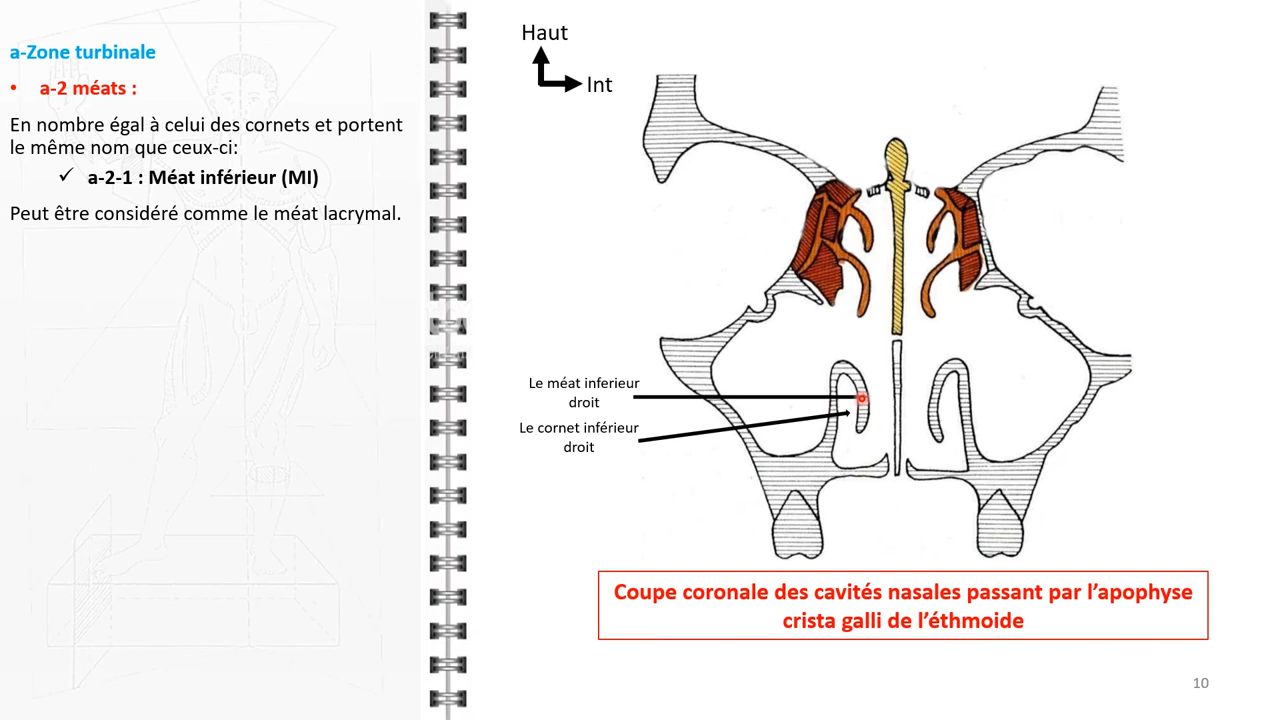 a-Zone turbinale
• a-2 méats :
En nombre égal à celui des cornets et portent
le même nom que ceux-ci:
✓ a-2-1 : Méat inférieur (MI)
Peut être considéré comme le méat lacrymal.
Haut
Int
Le méat inferieur
droit
Le cornet inférieur
droit
Coupe coronale des cavités nasales passant par l’apophyse
crista galli de l’éthmoide
10